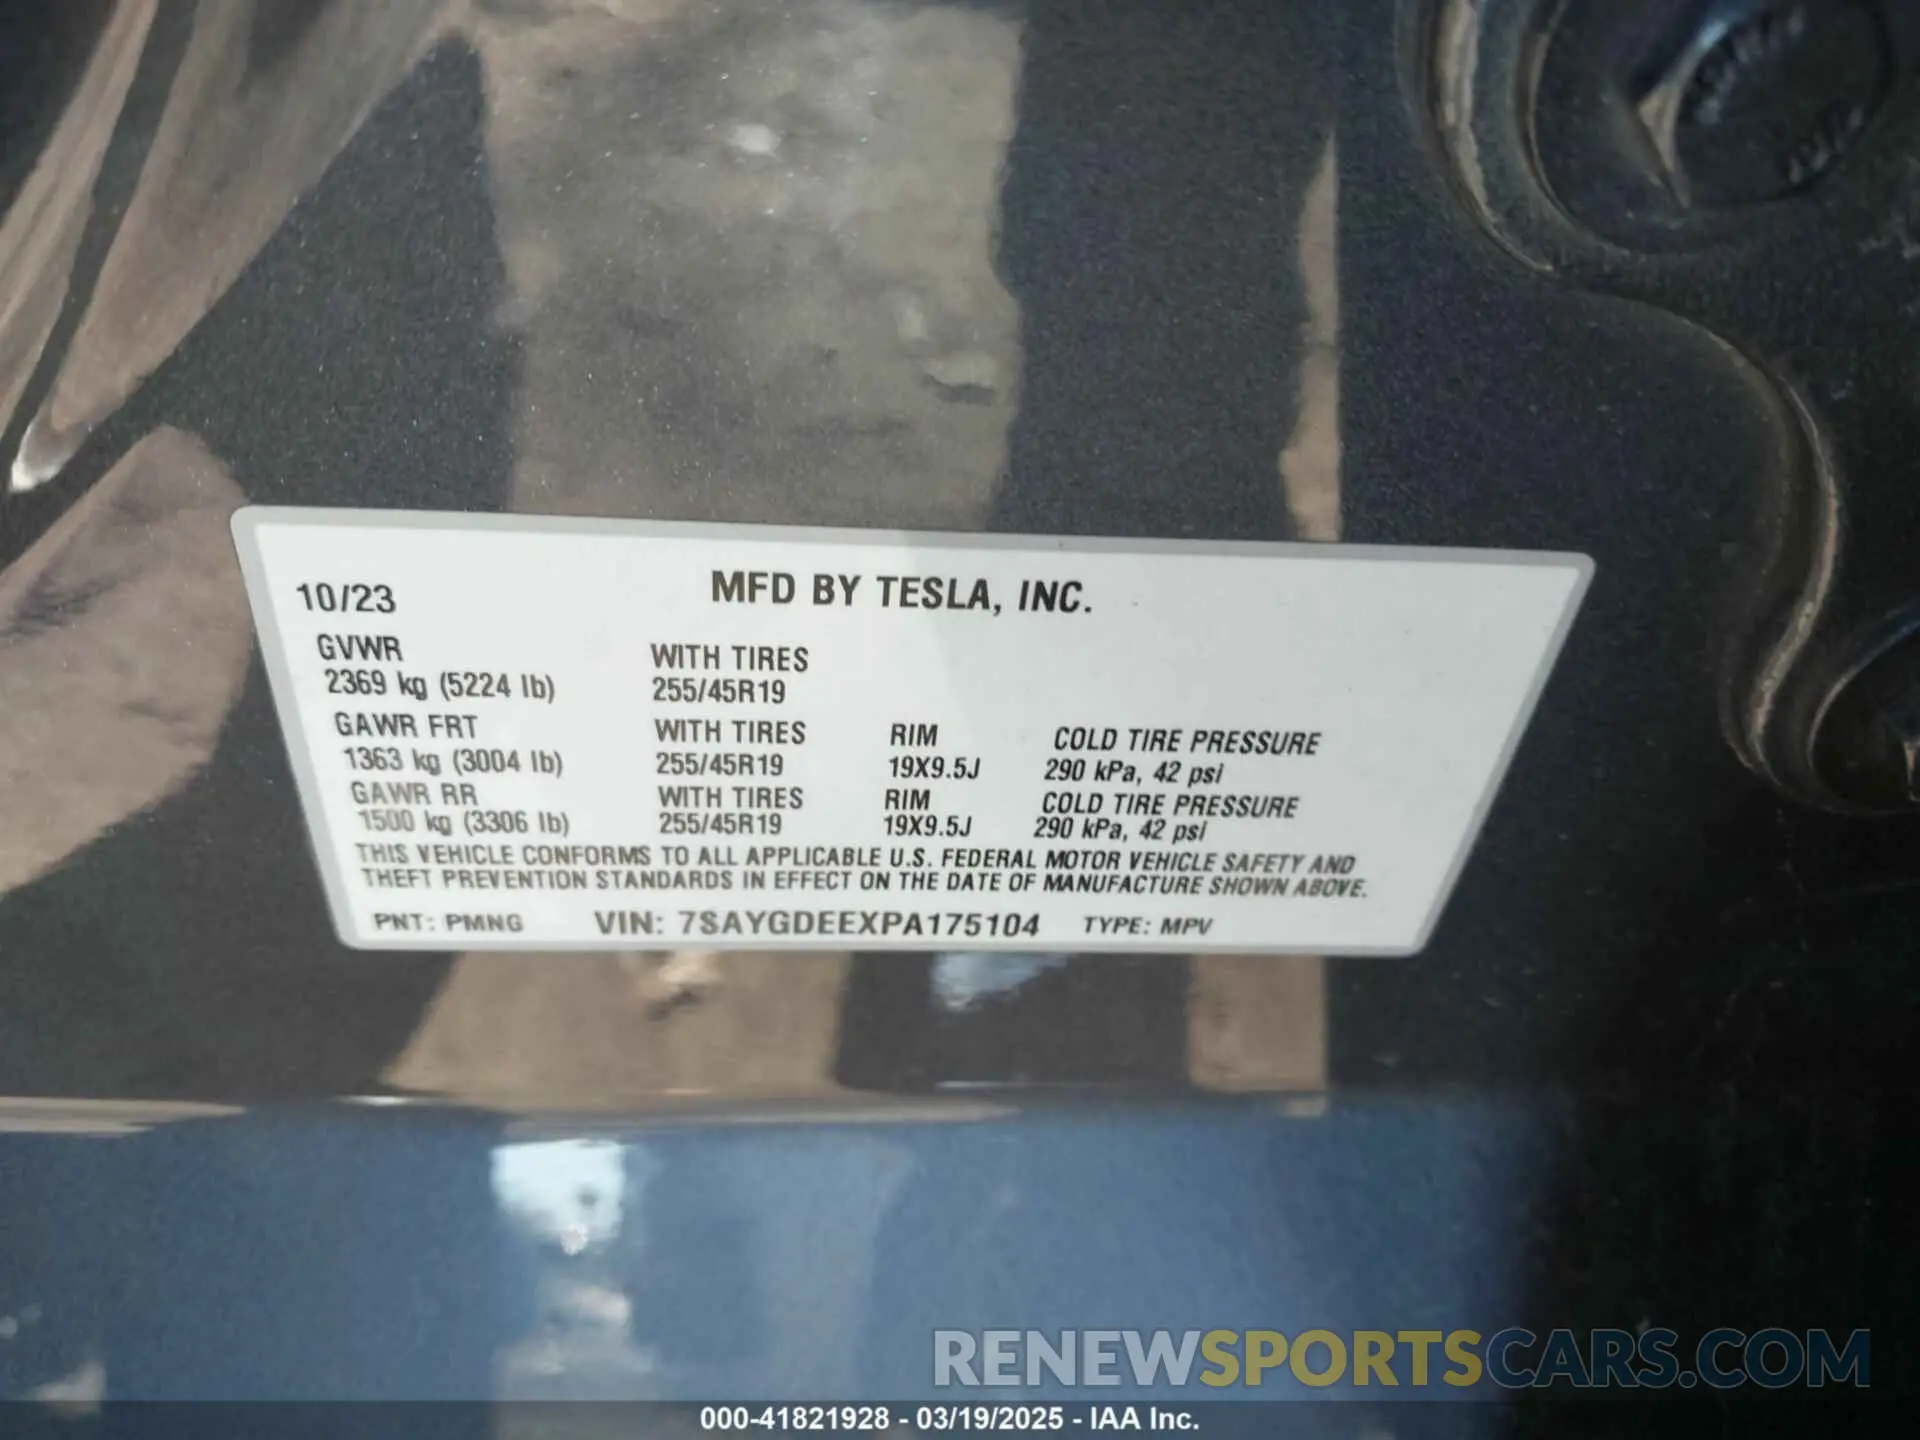 10/23 MFD BY TESLA, INC.
GVWR WITH TIRES
2369 kg (5224 lb) 255/45R19
GAWR FRT WITH TIRES RIM COLD TIRE PRESSURE
1363 kg (3004 lb) 255/45R19 19X9.5J 290 kPa, 42 psi
GAWR RR WITH TIRES RIM COLD TIRE PRESSURE
1500 kg (3306 lb) 255/45R19 19X9.5J 290 kPa, 42 psi
THIS VEHICLE CONFORMS TO ALL APPLICABLE U.S. FEDERAL MOTOR VEHICLE SAFETY AND
THEFT PREVENTION STANDARDS IN EFFECT ON THE DATE OF MANUFACTURE SHOWN ABOVE.
PNT: PMNG VIN: 7SAYGDEEXPA175104 TYPE: MPV
RENEWSPORTSCARS.COM
000-41821928 - 03/19/2025 - IAA Inc.